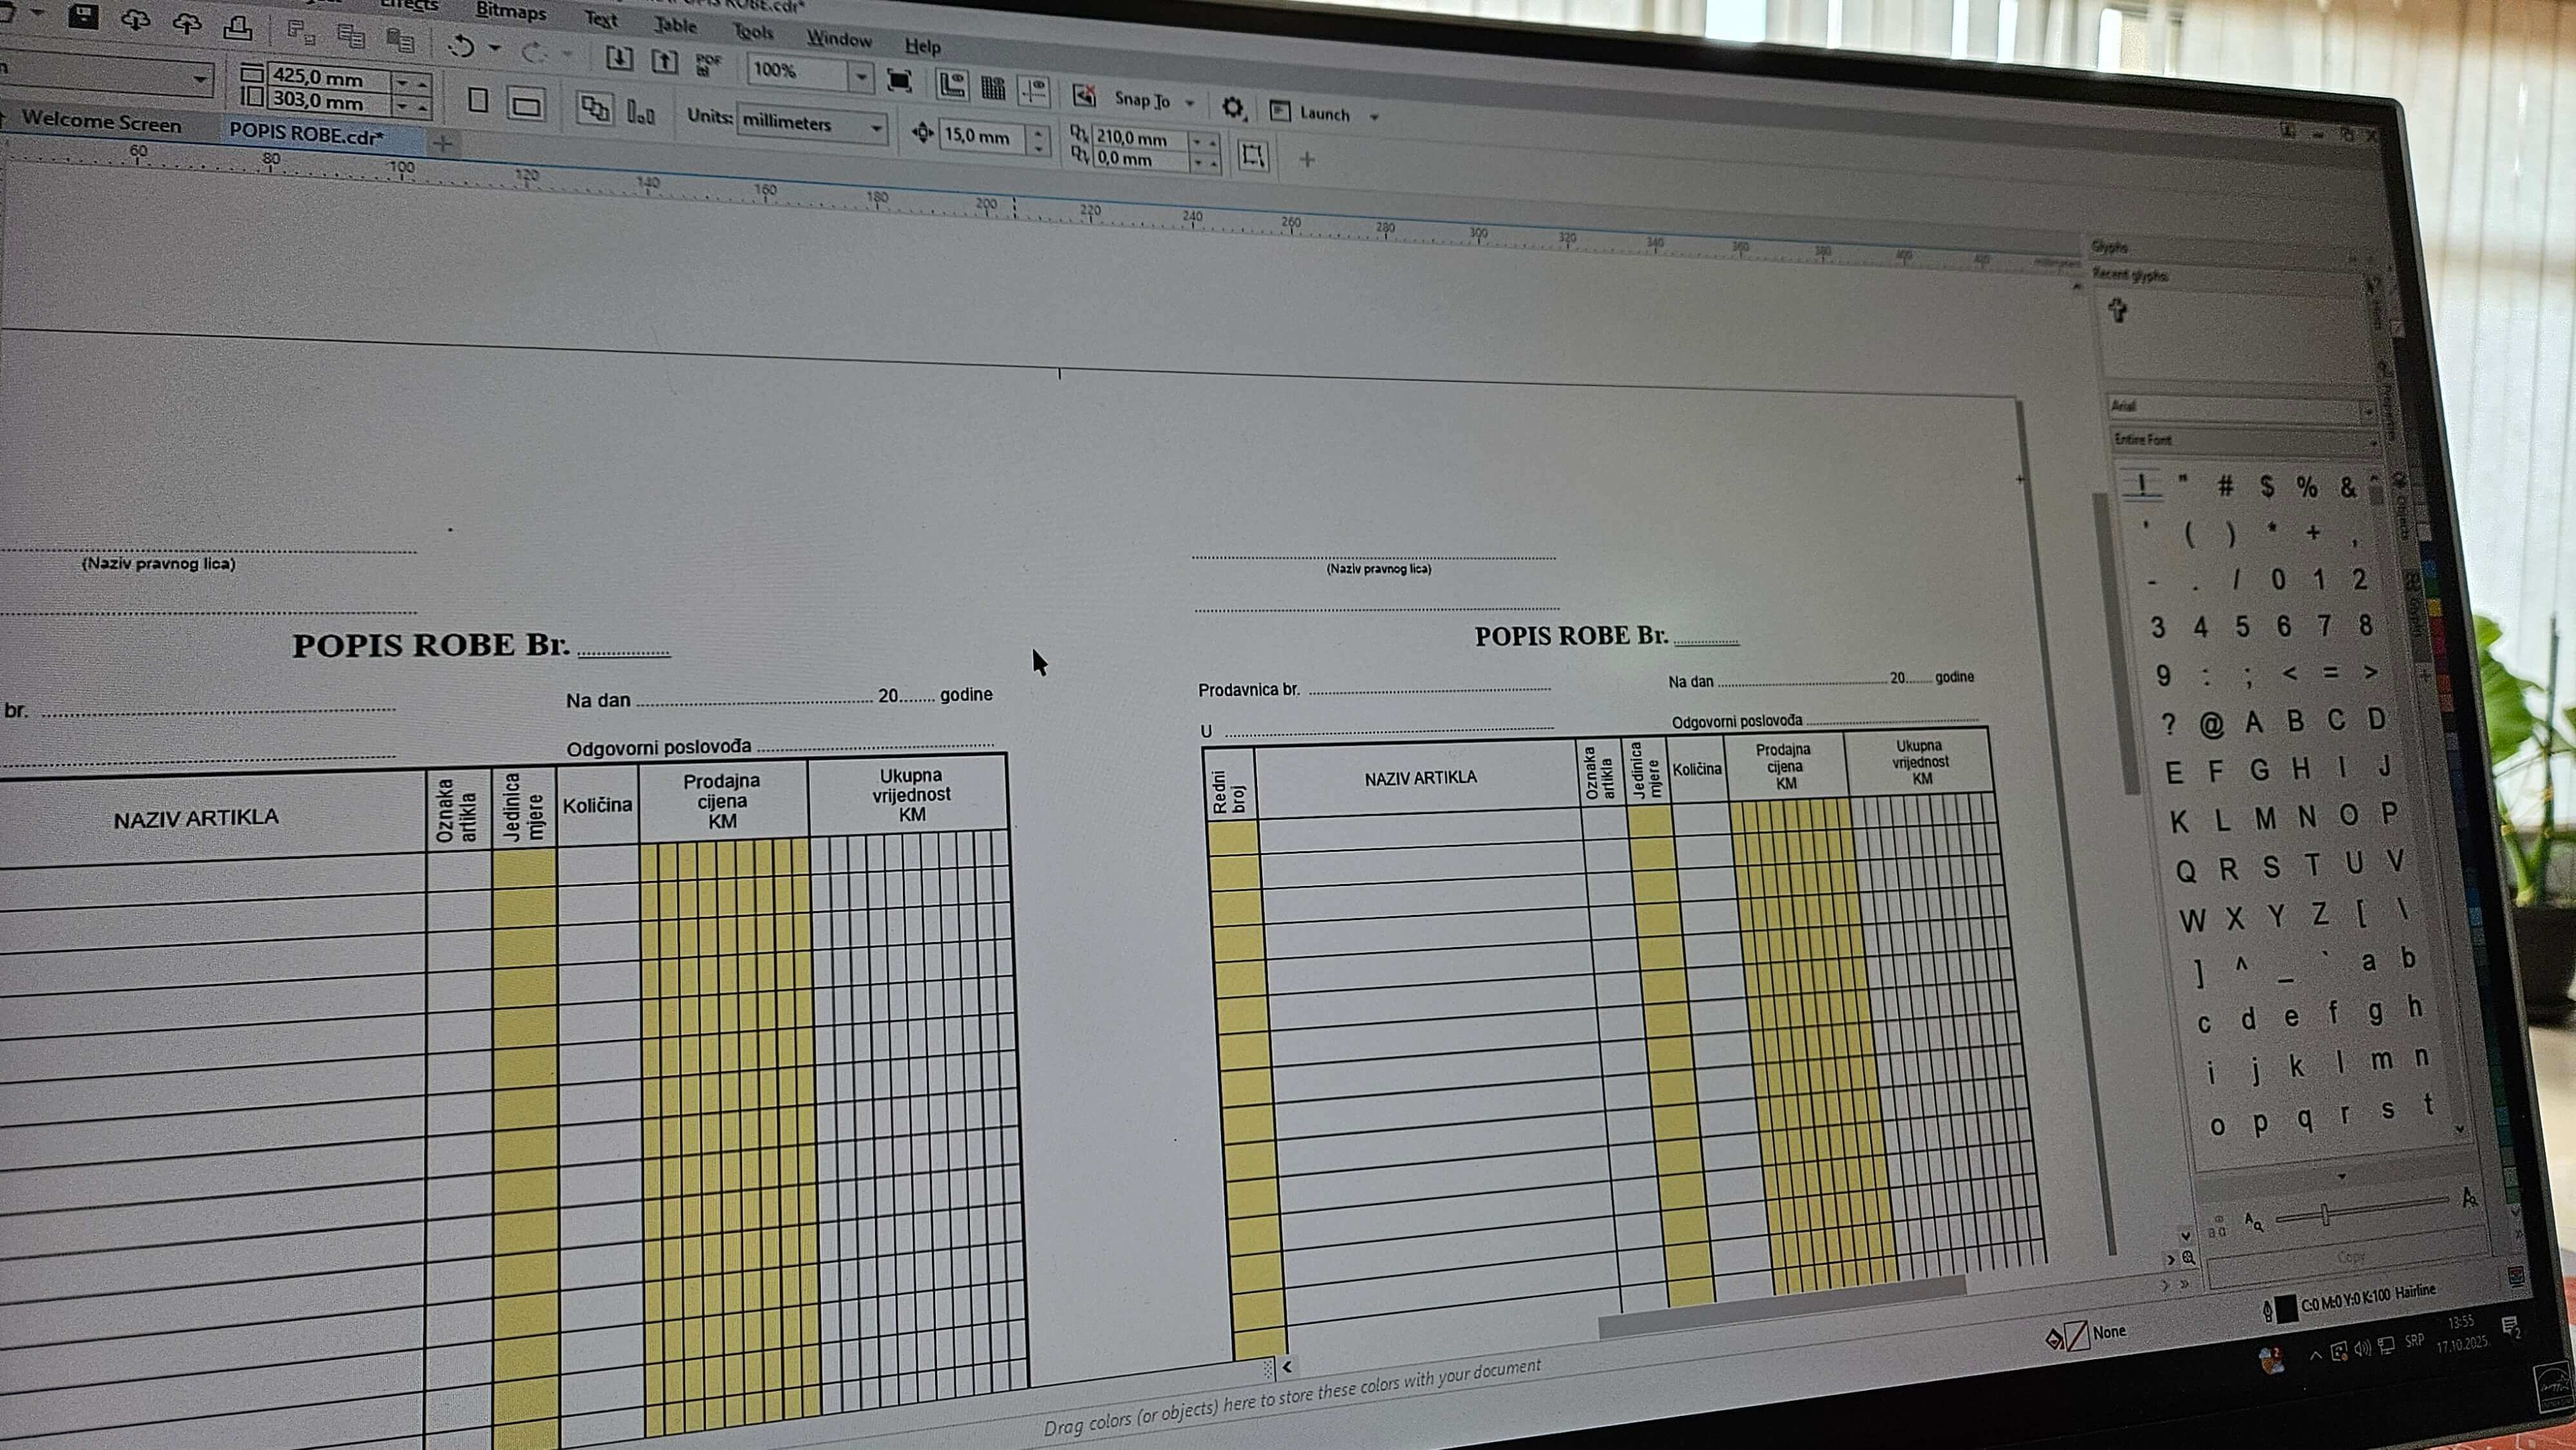 Effects Bitmaps Text Table Tools Window Help
POPIS ROBE.cdr*
425,0 mm
303,0 mm
PDF
100%
Snap To
Launch
Units: millimeters
15,0 mm
210,0 mm
0,0 mm
Welcome Screen
POPIS ROBE.cdr*
60 80 100 120 140 160 180 200 220 240 260 280 300 320 340 360 380 400
(Naziv pravnog lica)
POPIS ROBE Br. ................
br. ................
Na dan ................ 20........ godine
Odgovorni poslovođa ................
NAZIV ARTIKLA
Oznaka
artikla
Jedinica
mjere
Količina
Prodajna
cijena
KM
Ukupna
vrijednost
KM
(Naziv pravnog lica)
POPIS ROBE Br. ................
Prodavnica br. ................
Na dan ................ 20........ godine
U ................
Odgovorni poslovođa ................
Redni
broj
NAZIV ARTIKLA
Oznaka
artikla
Jedinica
mjere
Količina
Prodajna
cijena
KM
Ukupna
vrijednost
KM
Glyphs
Recent glyphs:
Arial
Entire Font
! " # $ % &
' ( ) * + ,
- . / 0 1 2
3 4 5 6 7 8
9 : ; < = >
? @ A B C D
E F G H I J
K L M N O P
Q R S T U V
W X Y Z [ \
] ^ _ ` a b
c d e f g h
i j k l m n
o p q r s t
Copy
Drag colors (or objects) here to store these colors with your document
None
C:0 M:0 Y:0 K:100 Hairline
SRP
13:55
17.10.2025.